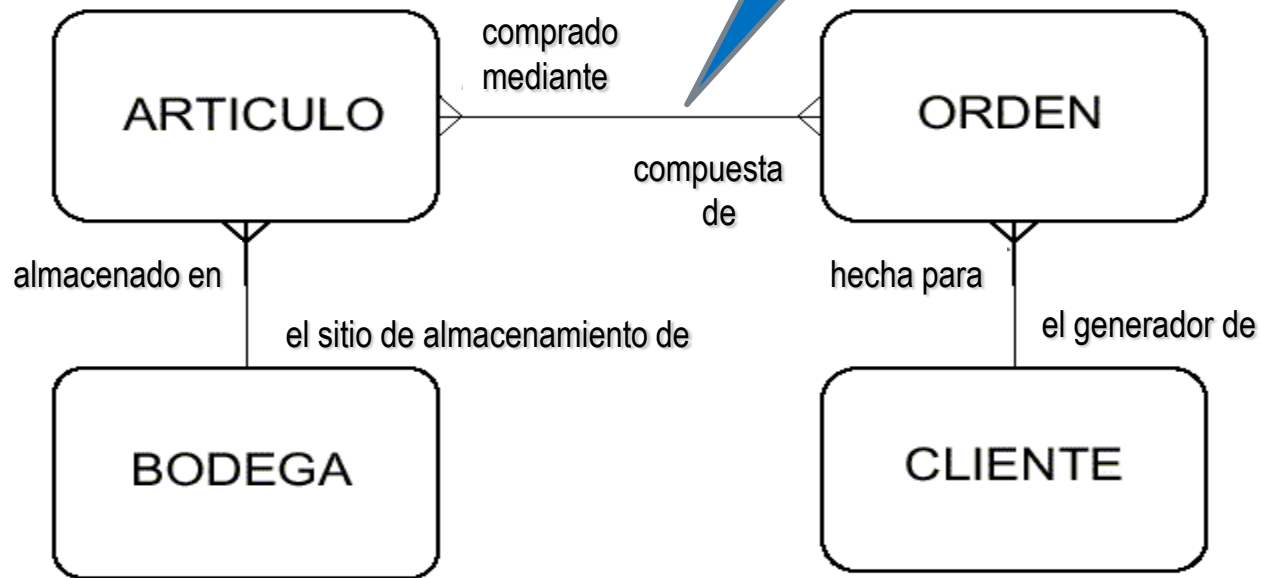 comprado
mediante
ARTICULO
ORDEN
compuesta
de
almacenado en
hecha para
el sitio de almacenamiento de
el generador de
BODEGA
CLIENTE